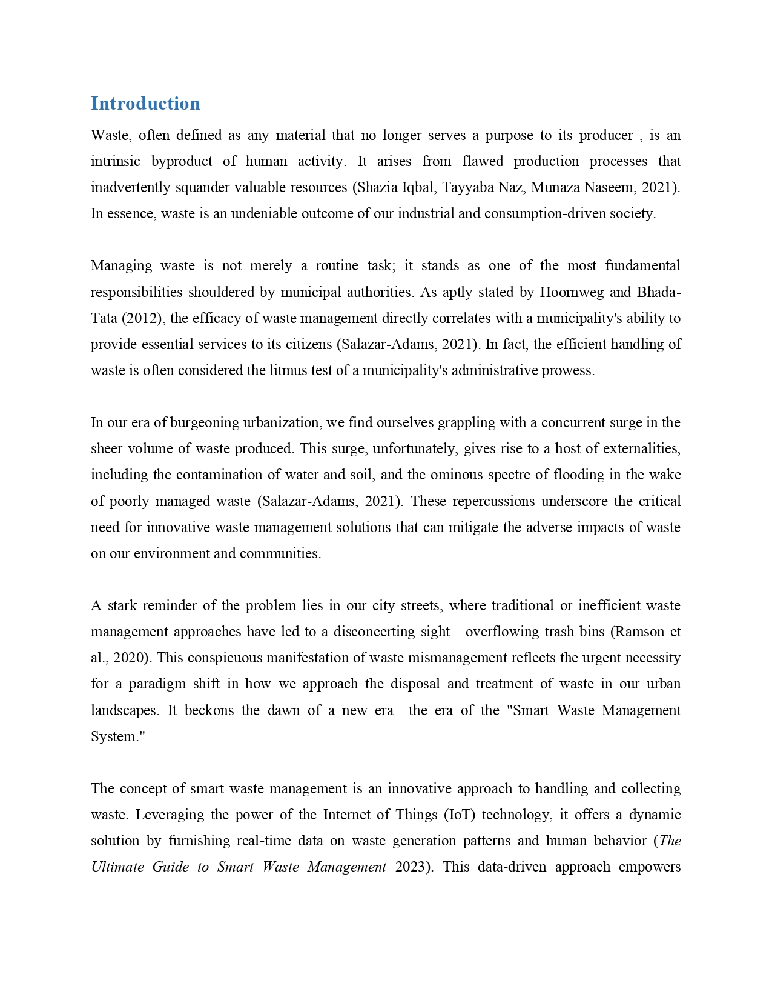 Introduction
Waste, often defined as any material that no longer serves a purpose to its producer , is an
intrinsic byproduct of human activity. It arises from flawed production processes that
inadvertently squander valuable resources (Shazia Iqbal, Tayyaba Naz, Munaza Naseem, 2021).
In essence, waste is an undeniable outcome of our industrial and consumption-driven society.
Managing waste is not merely a routine task; it stands as one of the most fundamental
responsibilities shouldered by municipal authorities. As aptly stated by Hoornweg and Bhada-
Tata (2012), the efficacy of waste management directly correlates with a municipality's ability to
provide essential services to its citizens (Salazar-Adams, 2021). In fact, the efficient handling of
waste is often considered the litmus test of a municipality's administrative prowess.
In our era of burgeoning urbanization, we find ourselves grappling with a concurrent surge in the
sheer volume of waste produced. This surge, unfortunately, gives rise to a host of externalities,
including the contamination of water and soil, and the ominous spectre of flooding in the wake
of poorly managed waste (Salazar-Adams, 2021). These repercussions underscore the critical
need for innovative waste management solutions that can mitigate the adverse impacts of waste
on our environment and communities.
A stark reminder of the problem lies in our city streets, where traditional or inefficient waste
management approaches have led to a disconcerting sight—overflowing trash bins (Ramson et
al., 2020). This conspicuous manifestation of waste mismanagement reflects the urgent necessity
for a paradigm shift in how we approach the disposal and treatment of waste in our urban
landscapes. It beckons the dawn of a new era—the era of the "Smart Waste Management
System."
The concept of smart waste management is an innovative approach to handling and collecting
waste. Leveraging the power of the Internet of Things (IoT) technology, it offers a dynamic
solution by furnishing real-time data on waste generation patterns and human behavior (The
Ultimate Guide to Smart Waste Management 2023). This data-driven approach empowers